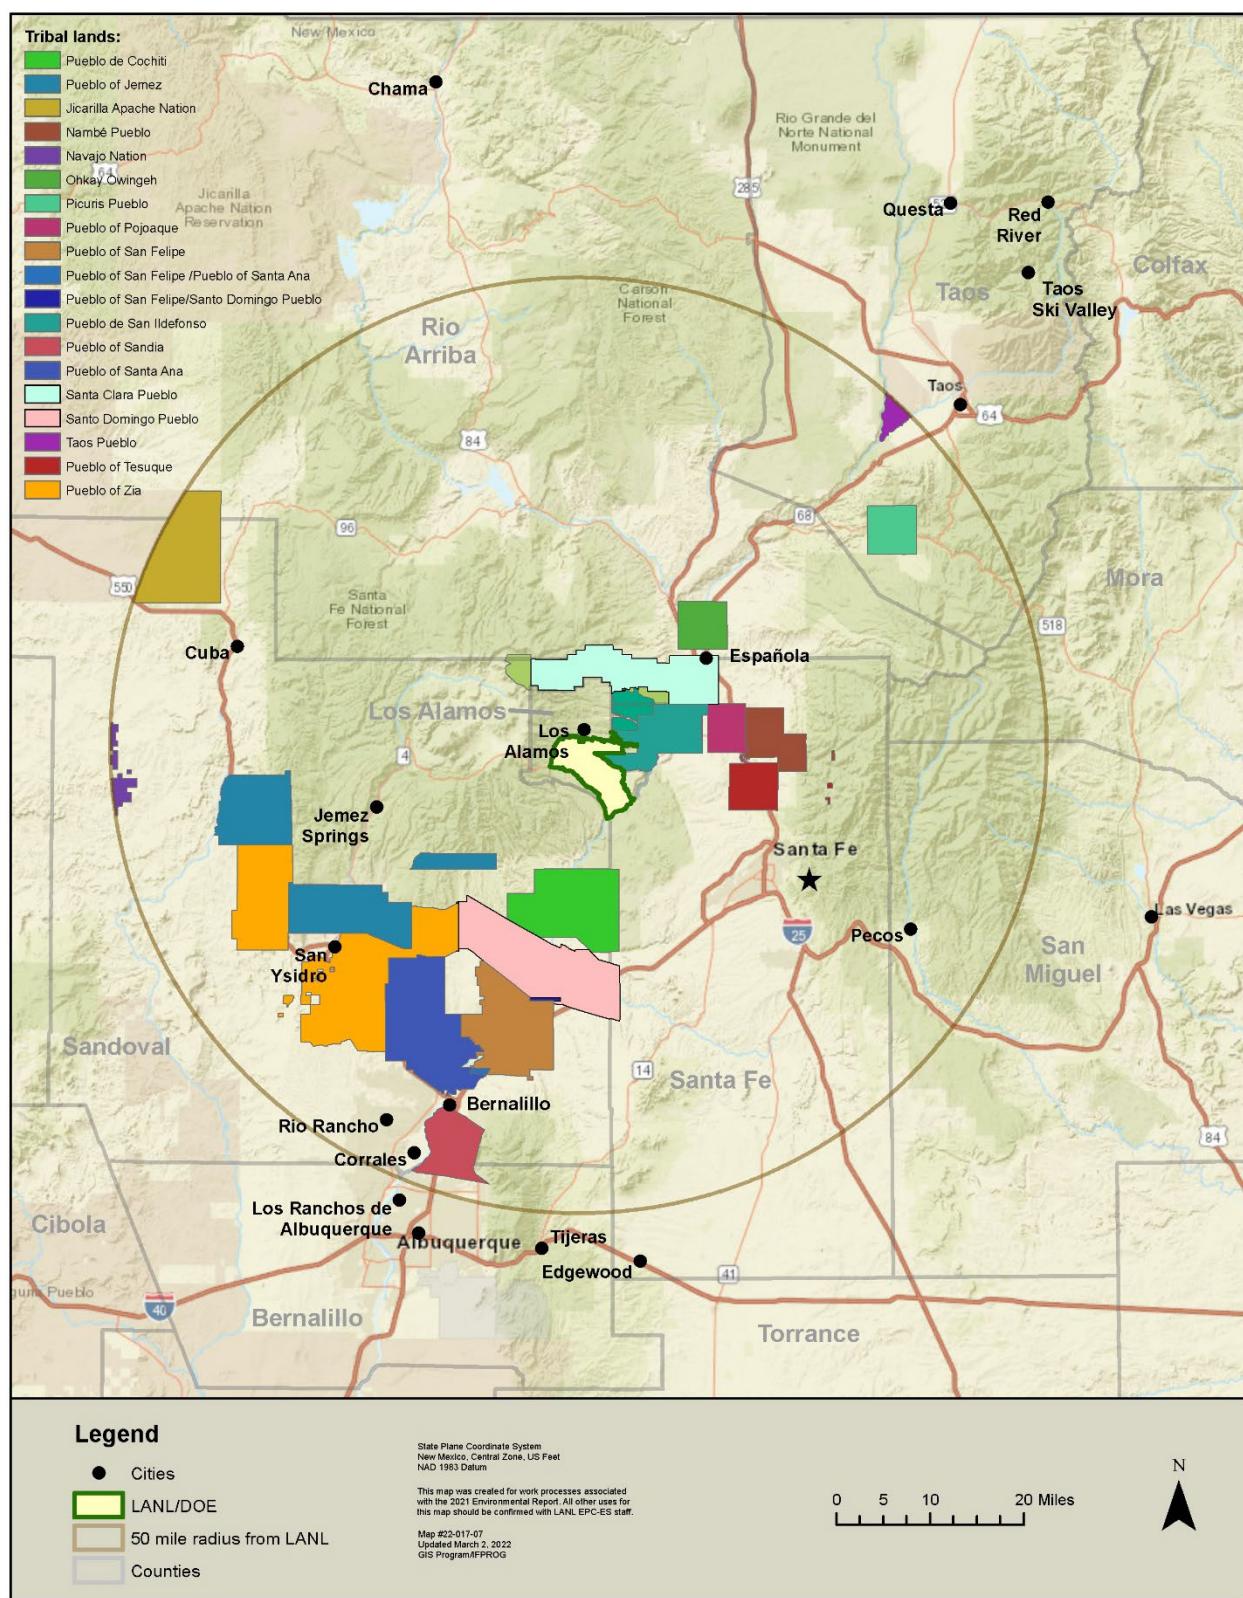 Tribal lands:
Pueblo de Cochiti
Pueblo of Jemez
Jicarilla Apache Nation
Nambé Pueblo
Navajo Nation
Ohkay Owingeh
Picuris Pueblo
Pueblo of Pojoaque
Pueblo of San Felipe
Pueblo of San Felipe /Pueblo of Santa Ana
Pueblo of San Felipe/Santo Domingo Pueblo
Pueblo de San Ildefonso
Pueblo of Sandia
Pueblo of Santa Ana
Santa Clara Pueblo
Santo Domingo Pueblo
Taos Pueblo
Pueblo of Tesuque
Pueblo of Zia
New Mexico
Chama
64
Jicarilla
Apache Nation
Reservation
Rio Grande del
Norte National
Monument
285
Questa
Red
River
Taos
Ski Valley
Colfax
Taos
Carson
National
Forest
Rio
Arriba
Taos
64
84
96
68
550
Santa
Fe National
Forest
Mora
518
Cuba
Española
Los Alamos
Los
Alamos
4
Jemez
Springs
Santa Fe
25
Pecos
Las Vegas
San
Miguel
San
Ysidro
Sandoval
14
Santa Fe
Bernalillo
Rio Rancho
Corrales
84
Los Ranchos de
Albuquerque
Cibola
Albuquerque
Tijeras
Edgewood
41
Pueblo
40
Bernalillo
Torrance
Legend
Cities
LANL/DOE
50 mile radius from LANL
Counties
State Plane Coordinate System
New Mexico, Central Zone, US Feet
NAD 1983 Datum
This map was created for work processes associated
with the 2021 Environmental Report. All other uses for
this map should be confirmed with LANL EPC-ES staff.
Map #22-017-07
Updated March 2, 2022
GIS Program/IFPROG
0 5 10 20 Miles
N